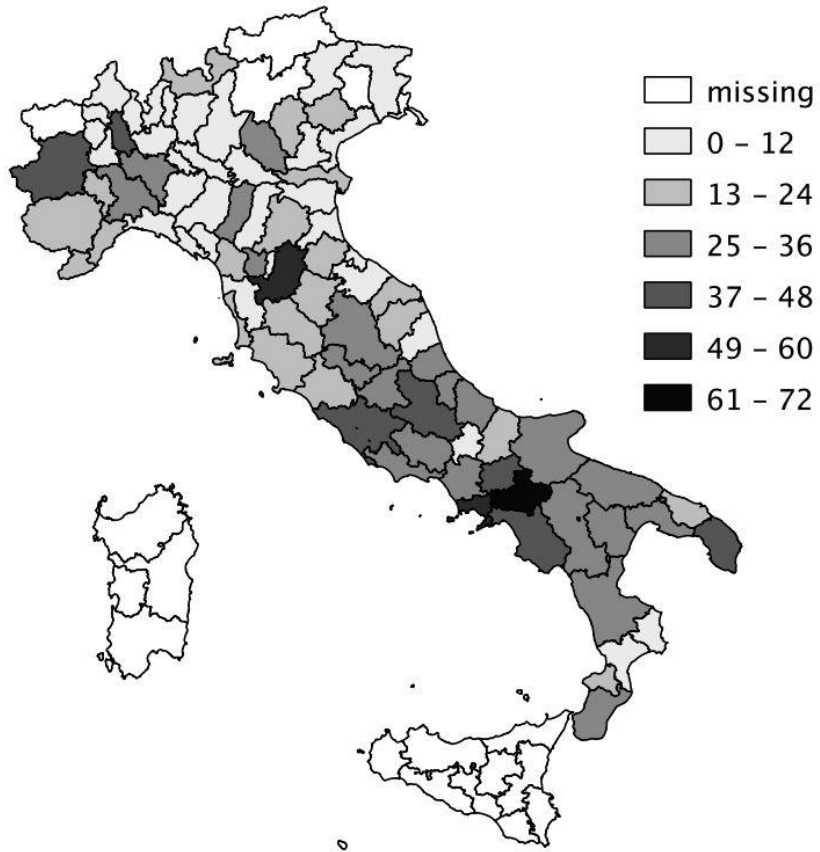 missing
0 – 12
13 – 24
25 – 36
37 – 48
49 – 60
61 – 72